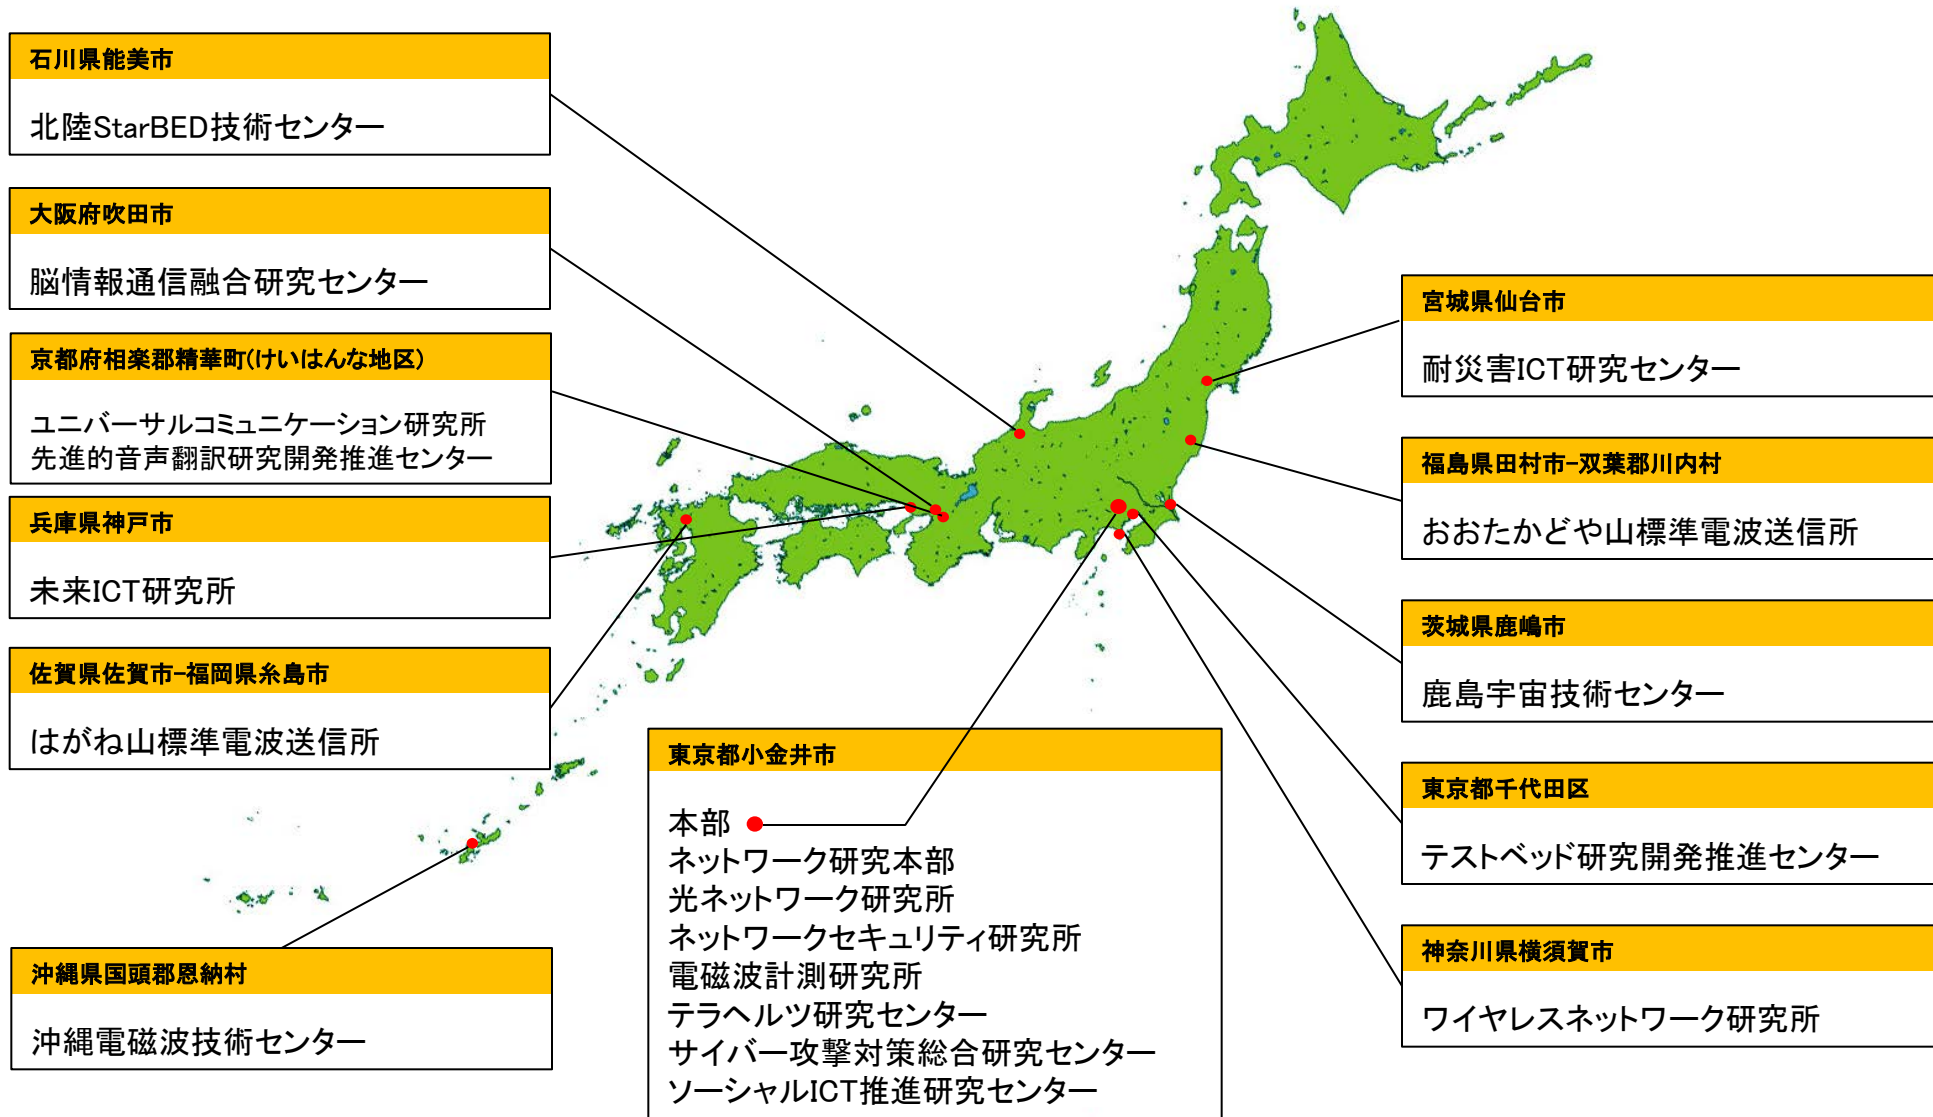 石川県能美市
北陸StarBED技術センター
大阪府吹田市
脳情報通信融合研究センター
京都府相楽郡精華町(けいはんな地区)
ユニバーサルコミュニケーション研究所
先進的音声翻訳研究開発推進センター
兵庫県神戸市
未来ICT研究所
佐賀県佐賀市-福岡県糸島市
はがね山標準電波送信所
沖縄県国頭郡恩納村
沖縄電磁波技術センター
東京都小金井市
本部
ネットワーク研究本部
光ネットワーク研究所
ネットワークセキュリティ研究所
電磁波計測研究所
テラヘルツ研究センター
サイバー攻撃対策総合研究センター
ソーシャルICT推進研究センター
宮城県仙台市
耐災害ICT研究センター
福島県田村市-双葉郡川内村
おおたかどや山標準電波送信所
茨城県鹿嶋市
鹿島宇宙技術センター
東京都千代田区
テストベッド研究開発推進センター
神奈川県横須賀市
ワイヤレスネットワーク研究所